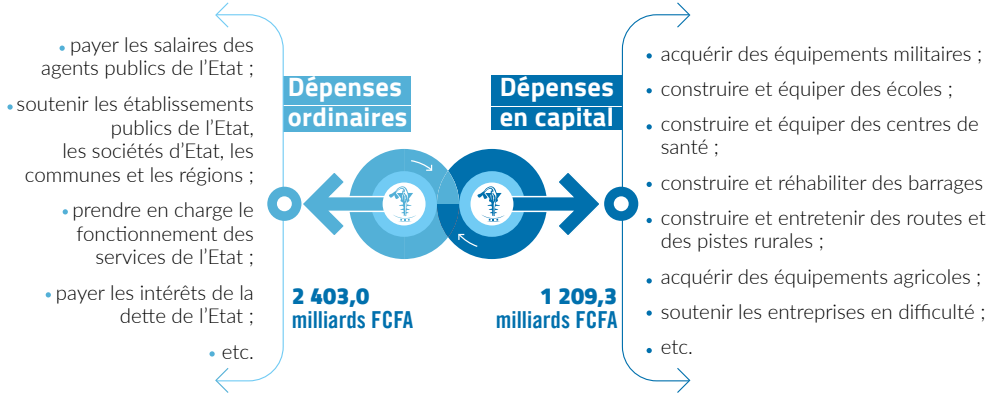 • payer les salaires des
agents publics de l’Etat ;
• soutenir les établissements
publics de l’Etat,
les sociétés d’Etat, les
communes et les régions ;
• prendre en charge le
fonctionnement des
services de l’Etat ;
• payer les intérêts de la
dette de l’Etat ;
• etc.
Dépenses
ordinaires
2 403,0
milliards FCFA
Dépenses
en capital
1 209,3
milliards FCFA
• acquérir des équipements militaires ;
• construire et équiper des écoles ;
• construire et équiper des centres de
santé ;
• construire et réhabiliter des barrages
• construire et entretenir des routes et
des pistes rurales ;
• acquérir des équipements agricoles ;
• soutenir les entreprises en difficulté ;
• etc.